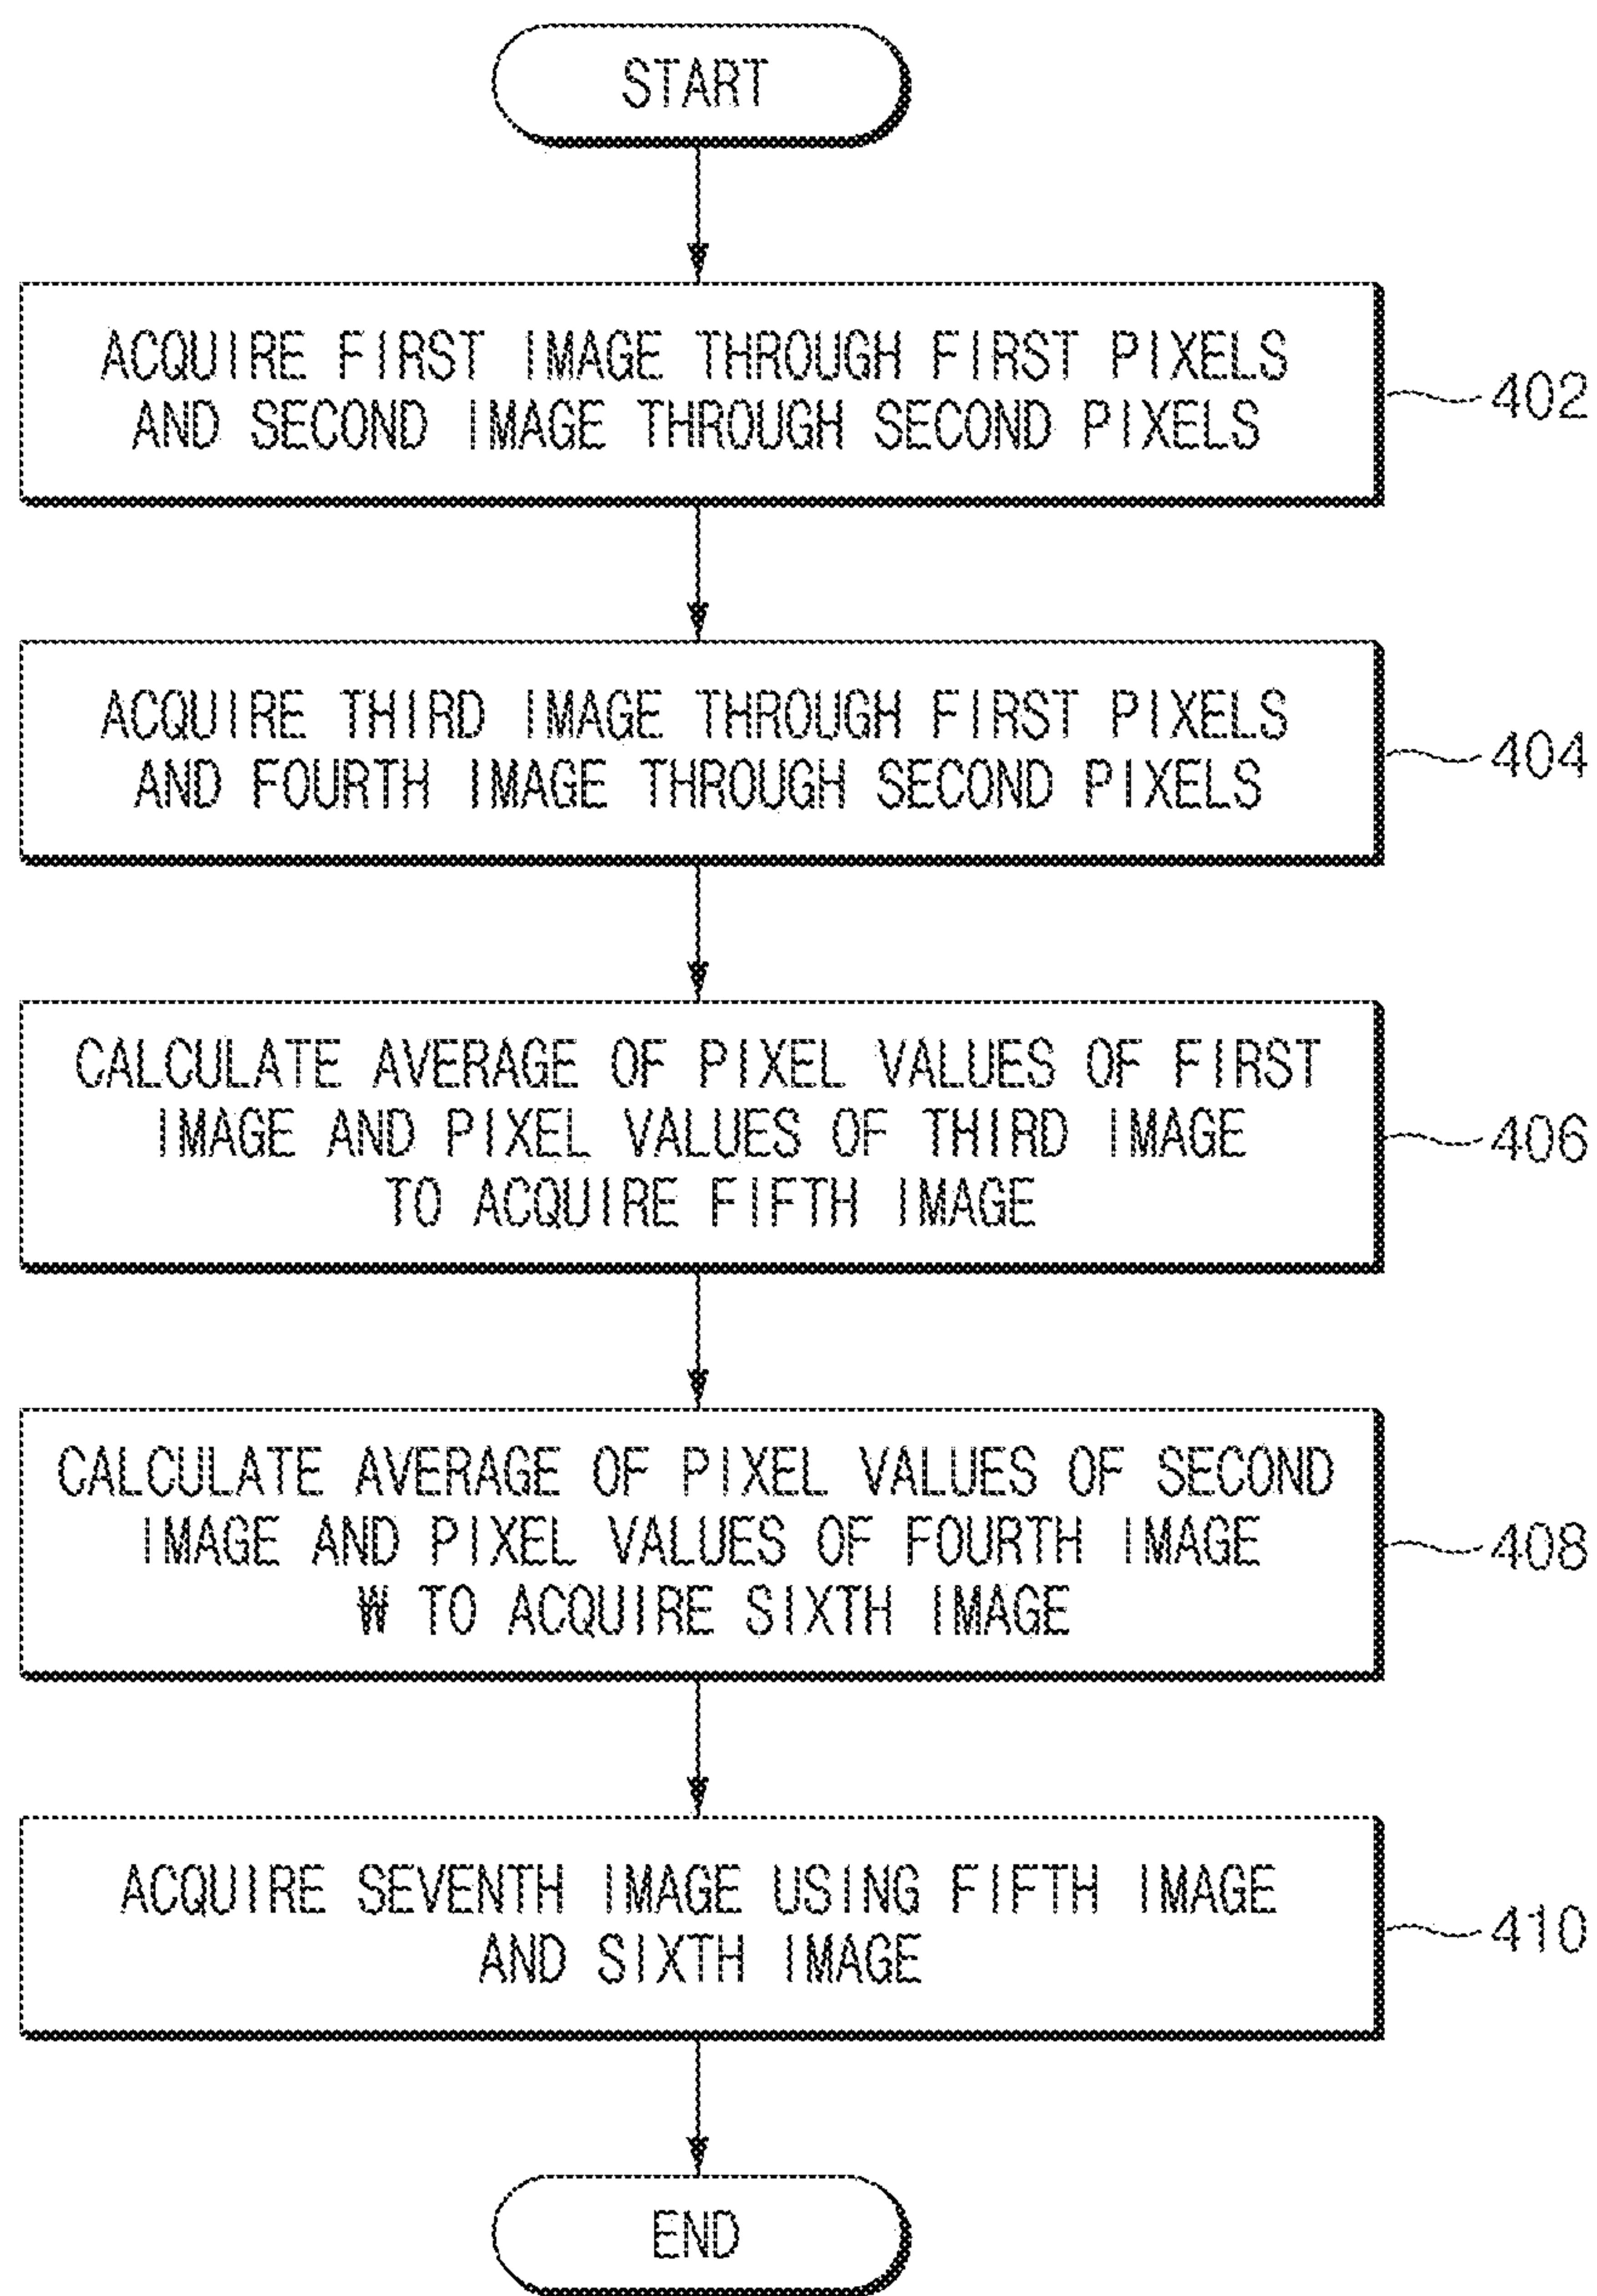 START
ACQUIRE FIRST IMAGE THROUGH FIRST PIXELS
AND SECOND IMAGE THROUGH SECOND PIXELS
402
ACQUIRE THIRD IMAGE THROUGH FIRST PIXELS
AND FOURTH IMAGE THROUGH SECOND PIXELS
404
CALCULATE AVERAGE OF PIXEL VALUES OF FIRST
IMAGE AND PIXEL VALUES OF THIRD IMAGE
TO ACQUIRE FIFTH IMAGE
406
CALCULATE AVERAGE OF PIXEL VALUES OF SECOND
IMAGE AND PIXEL VALUES OF FOURTH IMAGE
₩ TO ACQUIRE SIXTH IMAGE
408
ACQUIRE SEVENTH IMAGE USING FIFTH IMAGE
AND SIXTH IMAGE
410
END